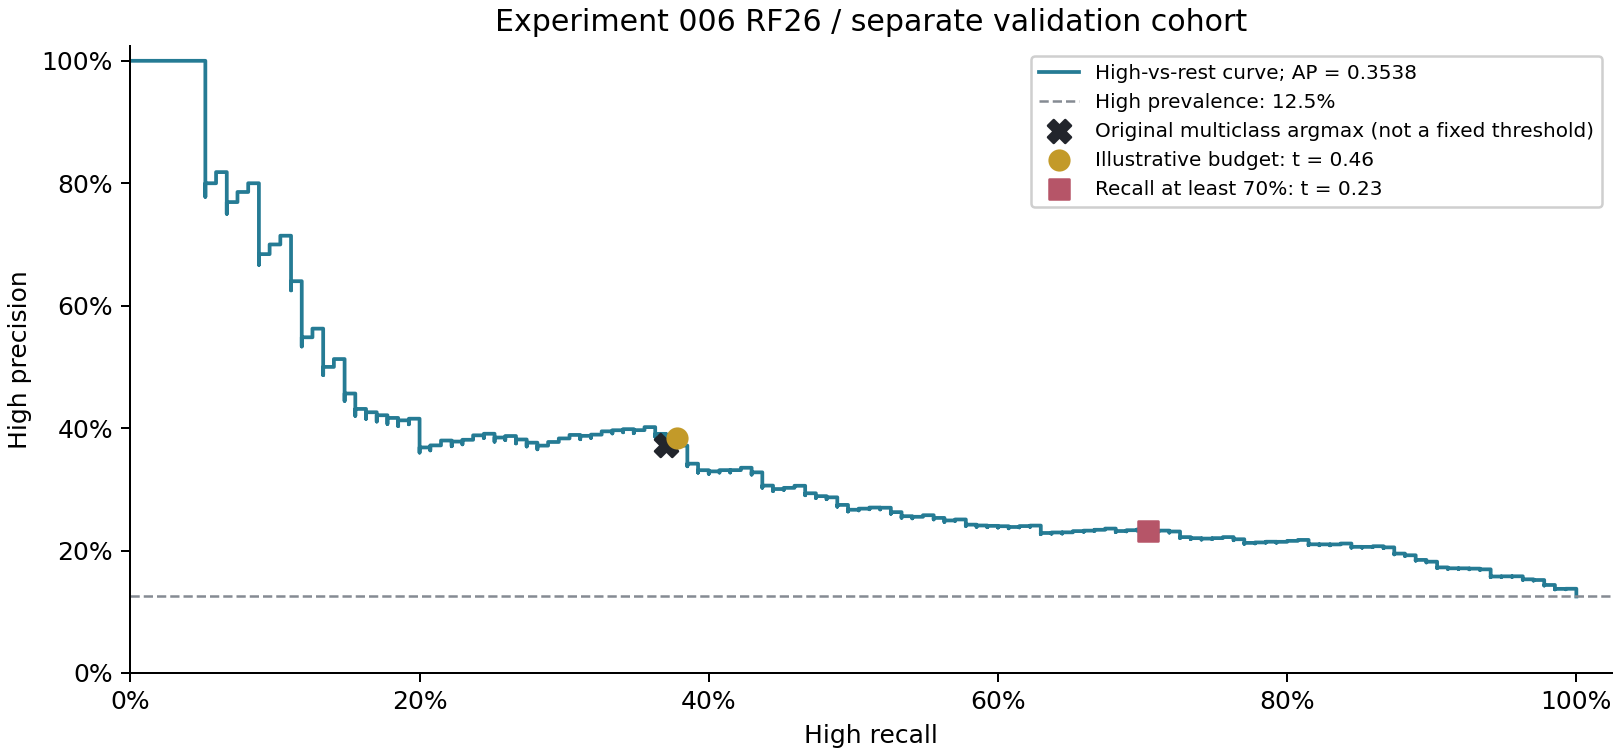 Experiment 006 RF26 / separate validation cohort
High-vs-rest curve; AP = 0.3538
High prevalence: 12.5%
Original multiclass argmax (not a fixed threshold)
Illustrative budget: t = 0.46
Recall at least 70%: t = 0.23
High precision
100%
80%
60%
40%
20%
0%
0%
20%
40%
60%
80%
100%
High recall